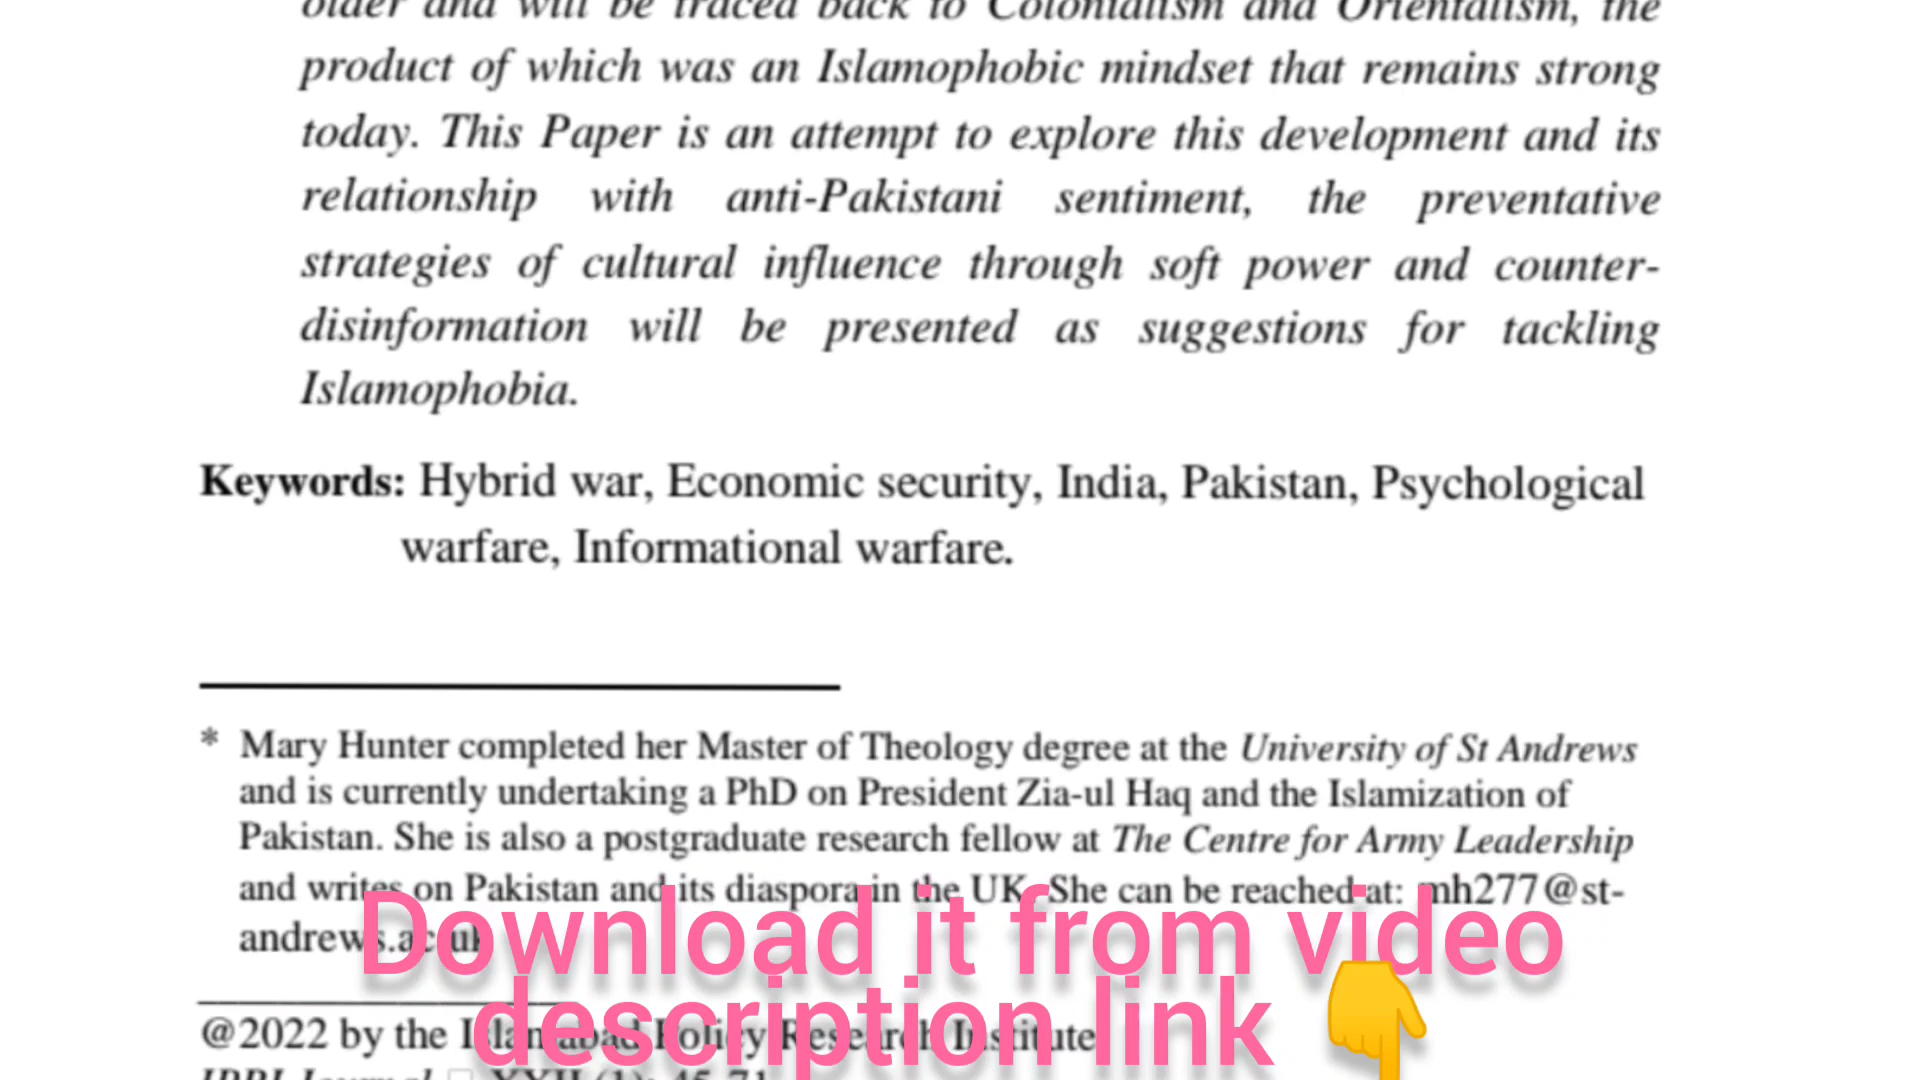 older and will be traced back to Colonialism and Orientalism, the
product of which was an Islamophobic mindset that remains strong
today. This Paper is an attempt to explore this development and its
relationship with anti-Pakistani sentiment, the preventative
strategies of cultural influence through soft power and counter-
disinformation will be presented as suggestions for tackling
Islamophobia.
Keywords: Hybrid war, Economic security, India, Pakistan, Psychological
warfare, Informational warfare.
* Mary Hunter completed her Master of Theology degree at the University of St Andrews
and is currently undertaking a PhD on President Zia-ul Haq and the Islamization of
Pakistan. She is also a postgraduate research fellow at The Centre for Army Leadership
and writes on Pakistan and its diaspora in the UK. She can be reached at: mh277@st-
andrews.ac.uk
Download it from video
description link 👇
@2022 by the Islamabad Policy Research Institute
IPRI Journal XXII (1): 45-71